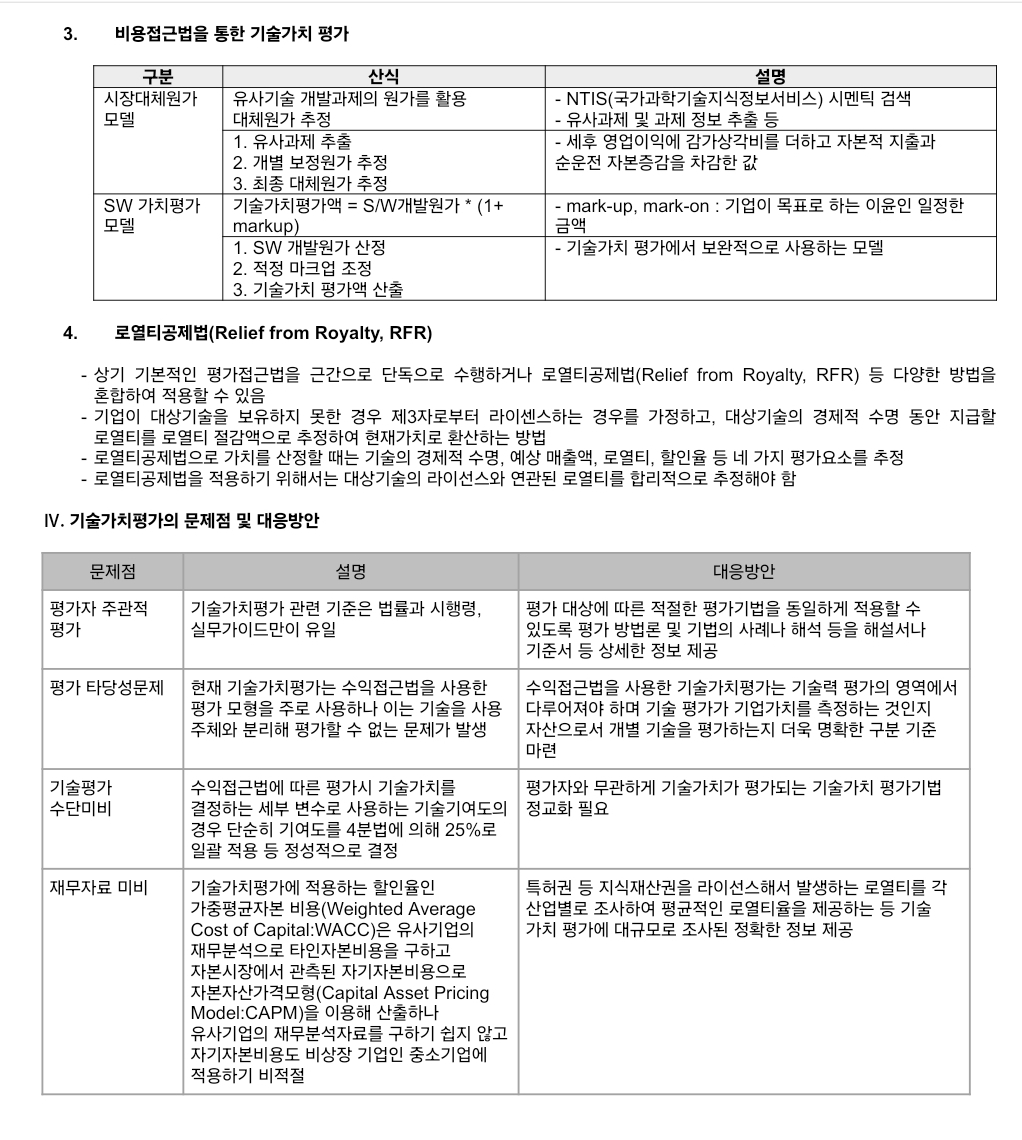 3. 비용접근법을 통한 기술가치 평가
구분 산식 설명
시장대체원가
모델
유사기술 개발과제의 원가를 활용
대체원가 추정
- NTIS(국가과학기술지식정보서비스) 시멘틱 검색
- 유사과제 및 과제 정보 추출 등
1. 유사과제 추출
2. 개별 보정원가 추정
3. 최종 대체원가 추정
- 세후 영업이익에 감가상각비를 더하고 자본적 지출과
순운전 자본증감을 차감한 값
SW 가치평가
모델
기술가치평가액 = S/W개발원가 * (1+
markup)
- mark-up, mark-on : 기업이 목표로 하는 이윤인 일정한
금액
1. SW 개발원가 산정
2. 적정 마크업 조정
3. 기술가치 평가액 산출
- 기술가치 평가에서 보완적으로 사용하는 모델
4. 로열티공제법(Relief from Royalty, RFR)
- 상기 기본적인 평가접근법을 근간으로 단독으로 수행하거나 로열티공제법(Relief from Royalty, RFR) 등 다양한 방법을
혼합하여 적용할 수 있음
- 기업이 대상기술을 보유하지 못한 경우 제3자로부터 라이센스하는 경우를 가정하고, 대상기술의 경제적 수명 동안 지급할
로열티를 로열티 절감액으로 추정하여 현재가치로 환산하는 방법
- 로열티공제법으로 가치를 산정할 때는 기술의 경제적 수명, 예상 매출액, 로열티, 할인율 등 네 가지 평가요소를 추정
- 로열티공제법을 적용하기 위해서는 대상기술의 라이선스와 연관된 로열티를 합리적으로 추정해야 함
IV. 기술가치평가의 문제점 및 대응방안
문제점 설명 대응방안
평가자 주관적
평가
기술가치평가 관련 기준은 법률과 시행령,
실무가이드만이 유일
평가 대상에 따른 적절한 평가기법을 동일하게 적용할 수
있도록 평가 방법론 및 기법의 사례나 해석 등을 해설서나
기준서 등 상세한 정보 제공
평가 타당성문제
현재 기술가치평가는 수익접근법을 사용한
평가 모형을 주로 사용하나 이는 기술을 사용
주체와 분리해 평가할 수 없는 문제가 발생
수익접근법을 사용한 기술가치평가는 기술력 평가의 영역에서
다루어져야 하며 기술 평가가 기업가치를 측정하는 것인지
자산으로서 개별 기술을 평가하는지 더욱 명확한 구분 기준
마련
기술평가
수단미비
수익접근법에 따른 평가시 기술가치를
결정하는 세부 변수로 사용하는 기술기여도의
경우 단순히 기여도를 4분법에 의해 25%로
일괄 적용 등 정성적으로 결정
평가자와 무관하게 기술가치가 평가되는 기술가치 평가기법
정교화 필요
재무자료 미비
기술가치평가에 적용하는 할인율인
가중평균자본 비용(Weighted Average
Cost of Capital:WACC)은 유사기업의
재무분석으로 타인자본비용을 구하고
자본시장에서 관측된 자기자본비용으로
자본자산가격모형(Capital Asset Pricing
Model:CAPM)을 이용해 산출하나
유사기업의 재무분석자료를 구하기 쉽지 않고
자기자본비용도 비상장 기업인 중소기업에
적용하기 비적절
특허권 등 지식재산권을 라이선스해서 발생하는 로열티를 각
산업별로 조사하여 평균적인 로열티율을 제공하는 등 기술
가치 평가에 대규모로 조사된 정확한 정보 제공